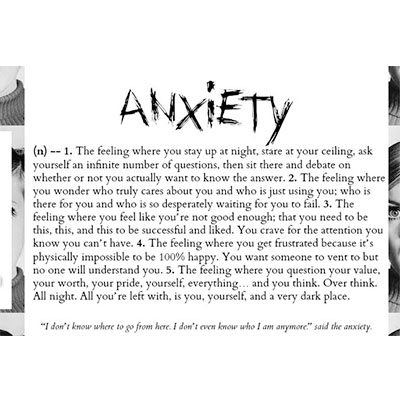 ANXiETY
(n) -- 1. The feeling where you stay up at night, stare at your ceiling, ask
yourself an infinite number of questions, then sit there and debate on
whether or not you actually want to know the answer. 2. The feeling where
you wonder who truly cares about you and who is just using you; who is
there for you and who is so desperately waiting for you to fail. 3. The
feeling where you feel like you're not good enough; that you need to be
this, this, and this to be successful and liked. You crave for the attention you
know you can't have. 4. The feeling where you get frustrated because it's
physically impossible to be 100% happy. You want someone to vent to but
no one will understand you. 5. The feeling where you question your value,
your worth, your pride, yourself, everything... and you think. Over think.
All night. All you're left with, is you, yourself, and a very dark place.
"I don't know where to go from here. I don't even know who I am anymore." said the anxiety.